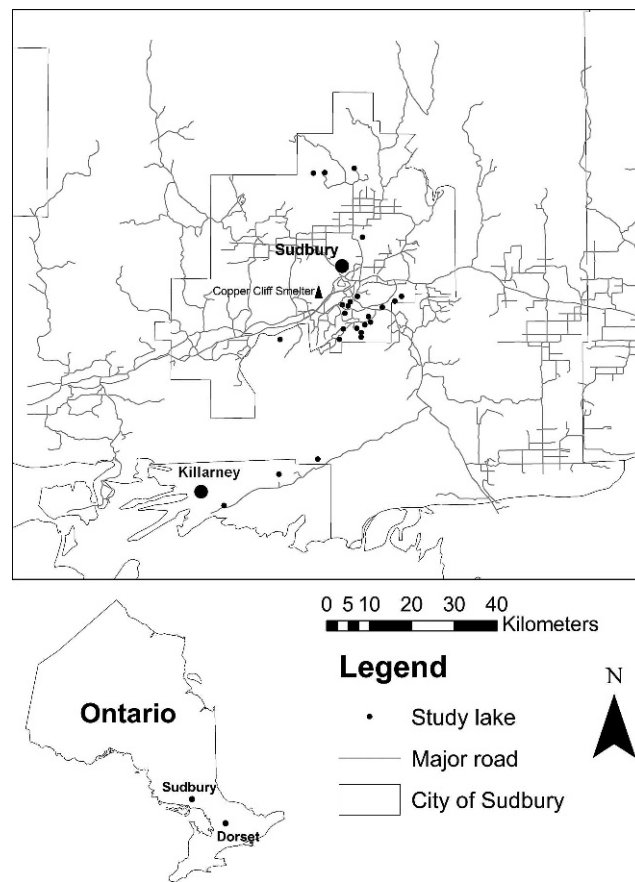 Sudbury
Copper Cliff Smelter
Killarney
0 5 10 20 30 40
Kilometers
Legend
N
Study lake
Major road
City of Sudbury
Ontario
Sudbury
Dorset